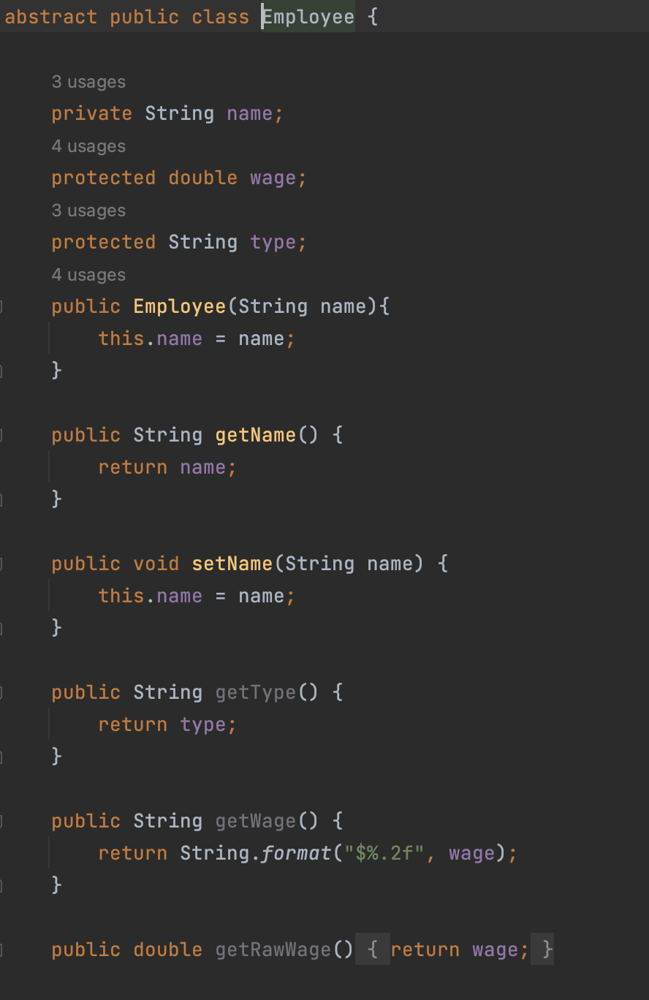 abstract public class Employee {
3 usages
private String name;
4 usages
protected double wage;
3 usages
protected String type;
4 usages
public Employee(String name){
this.name = name;
}
public String getName() {
return name;
}
public void setName(String name) {
this.name = name;
}
public String getType() {
return type;
}
public String getWage() {
return String.format("$%.2f", wage);
}
public double getRawWage() { return wage; }